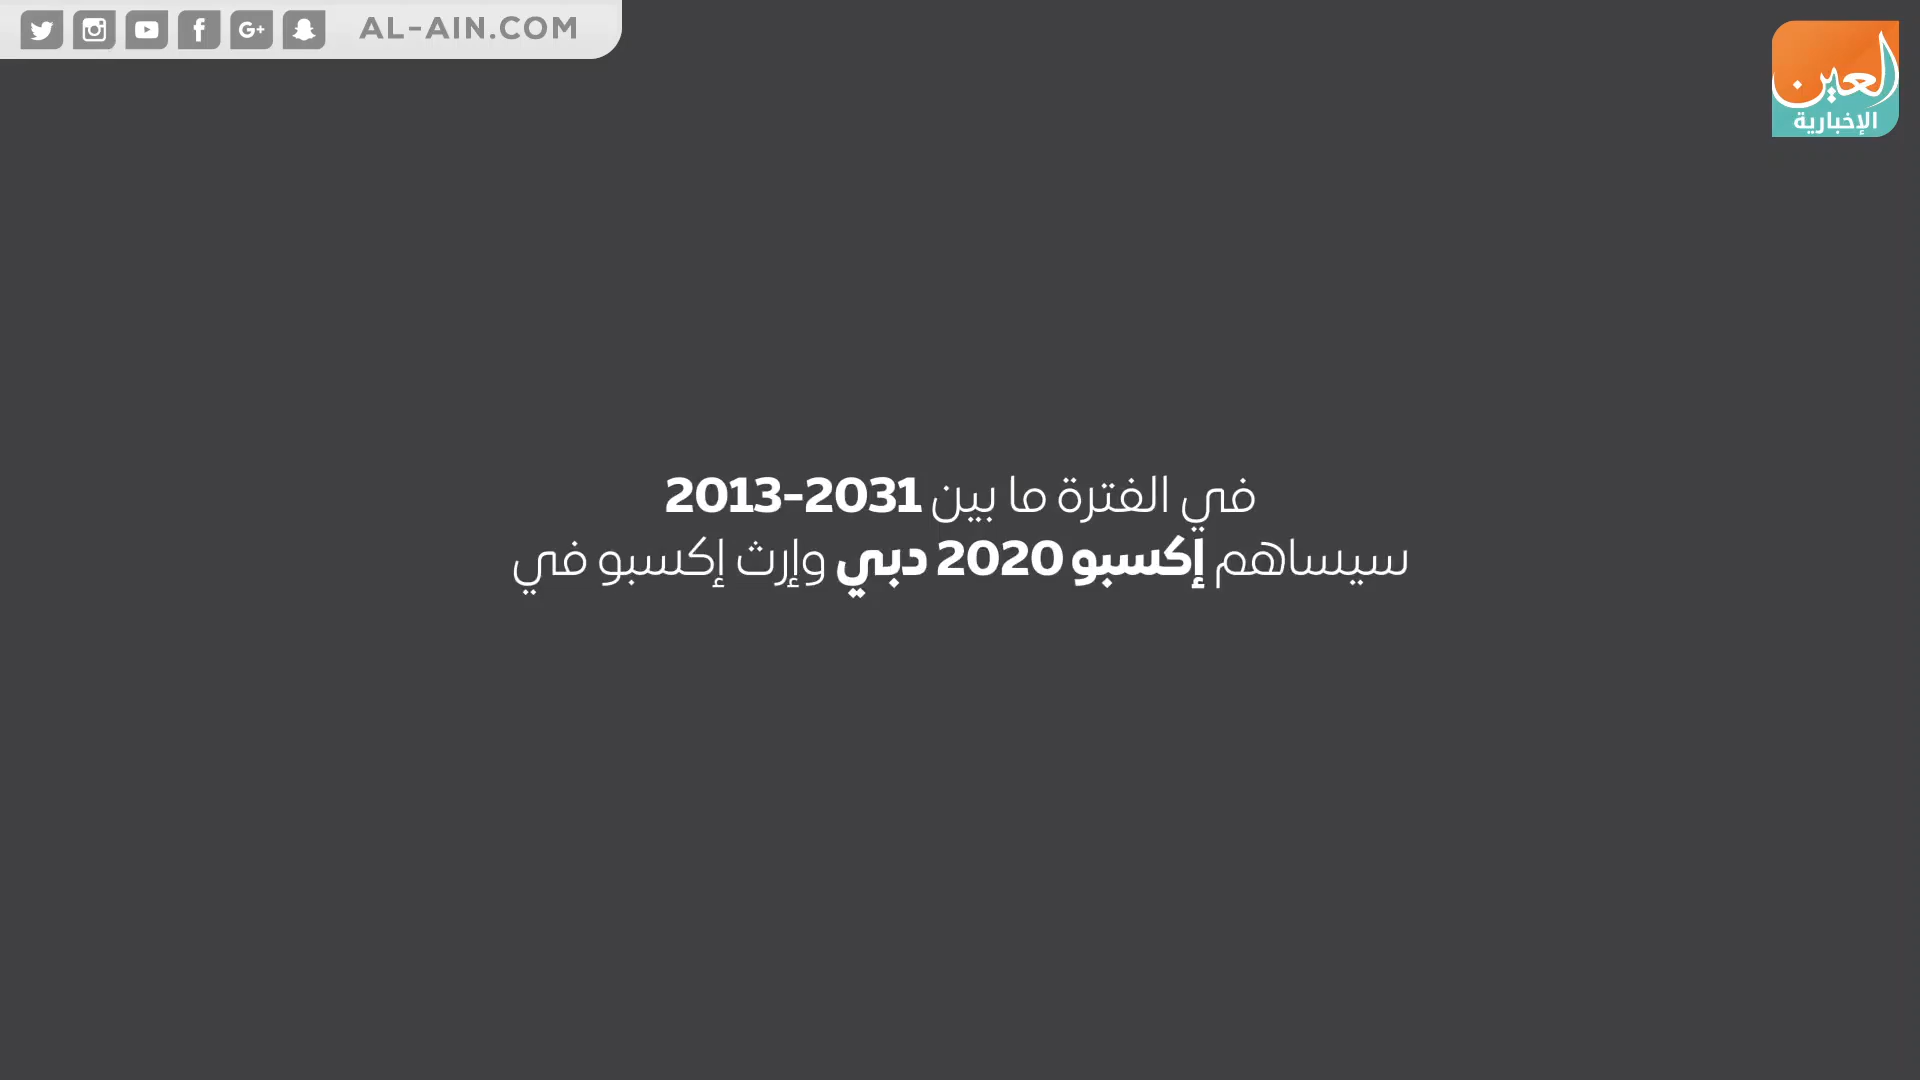 AL-AIN.COM
العين
الإخبارية
في الفترة ما بين 2031-2013
سيساهم إكسبو 2020 دبي وإرث إكسبو في